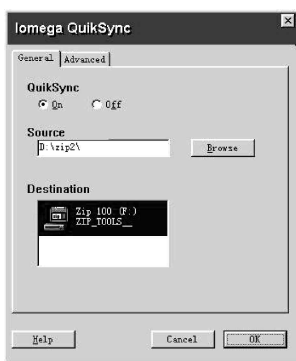 Iomega QuikSync
General Advanced
QuikSync
On Off
Source
D:\zip2\
Browse
Destination
Zip 100 (F:)
ZIP_TOOLS__
Help Cancel OK